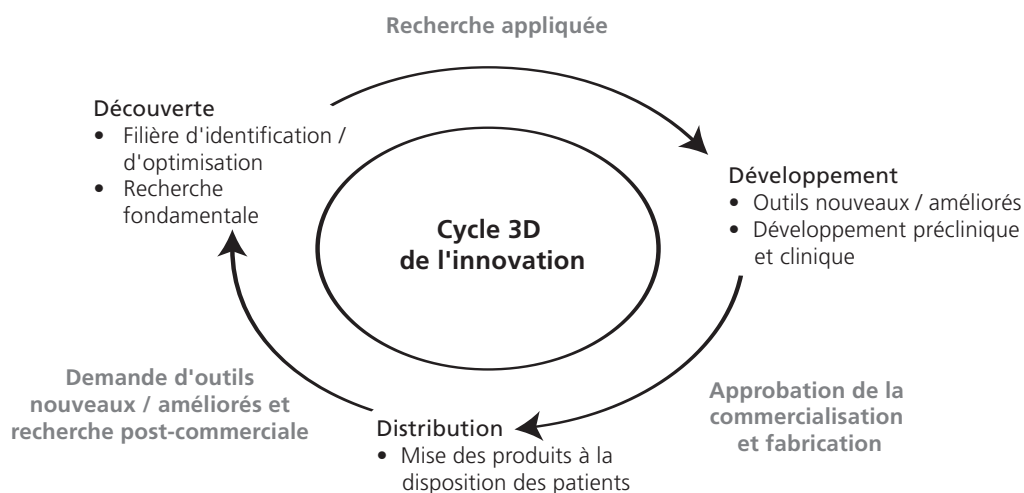 Recherche appliquée
Découverte
• Filière d'identification /
d'optimisation
• Recherche
fondamentale
Développement
• Outils nouveaux / améliorés
• Développement préclinique
et clinique
Cycle 3D
de l'innovation
Demande d'outils
nouveaux / améliorés et
recherche post-commerciale
Approbation de la
commercialisation
et fabrication
Distribution
• Mise des produits à la
disposition des patients